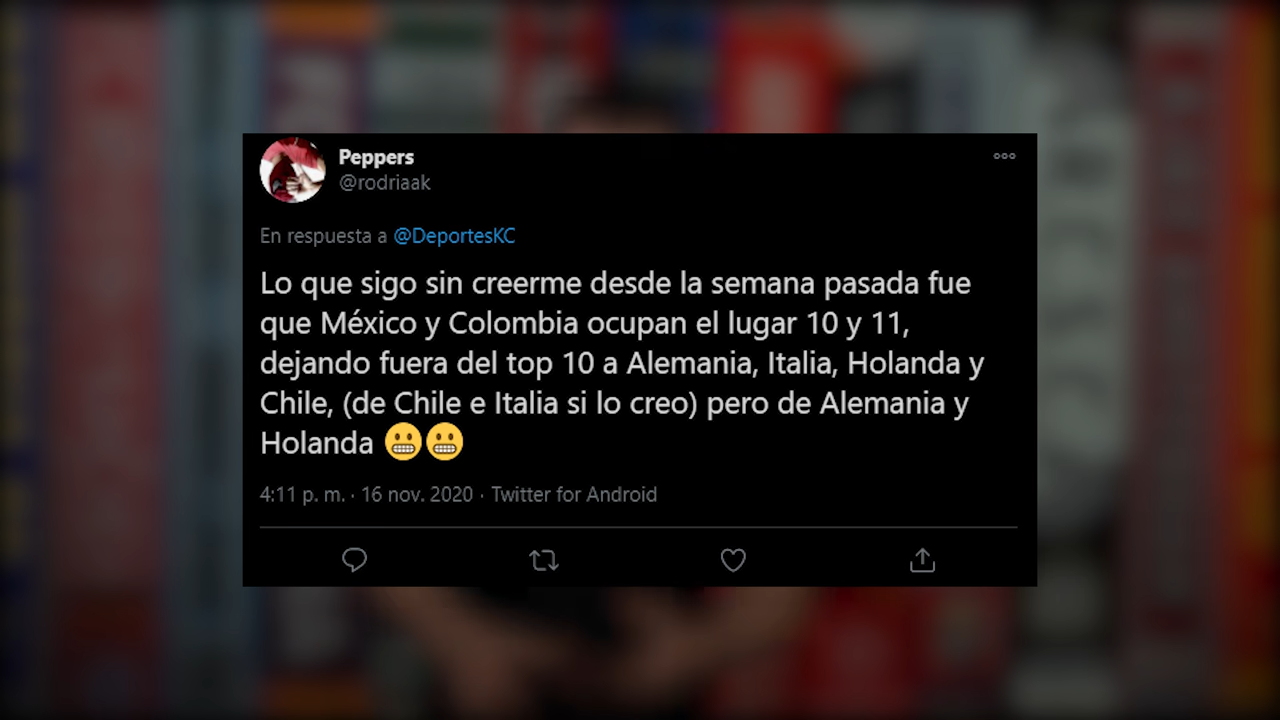 Peppers
@rodriaak
En respuesta a @DeportesKC
Lo que sigo sin creerme desde la semana pasada fue
que México y Colombia ocupan el lugar 10 y 11,
dejando fuera del top 10 a Alemania, Italia, Holanda y
Chile, (de Chile e Italia si lo creo) pero de Alemania y
Holanda 😬😬
4:11 p. m. · 16 nov. 2020 · Twitter for Android